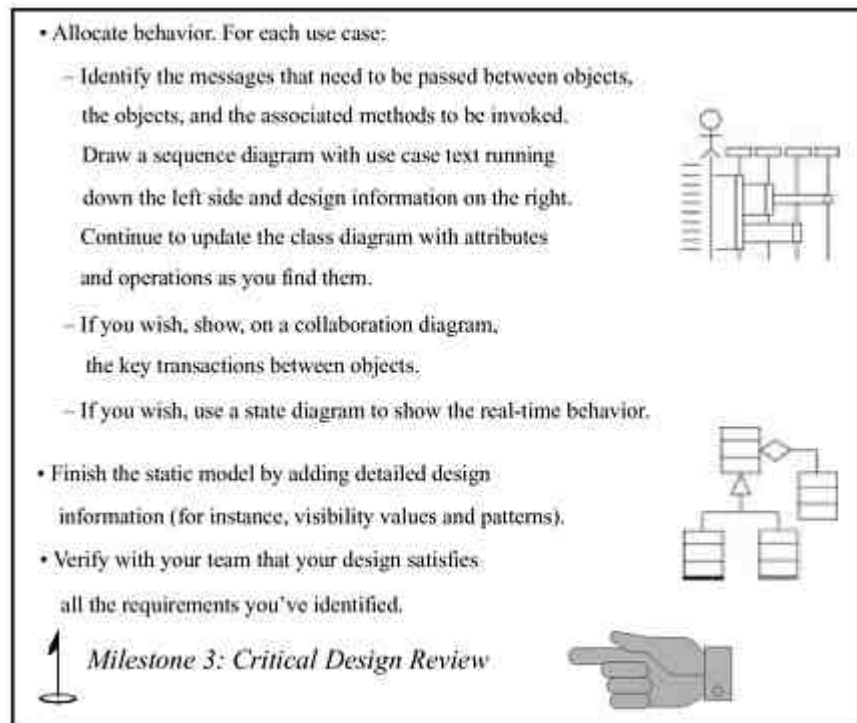 • Allocate behavior. For each use case:
– Identify the messages that need to be passed between objects,
the objects, and the associated methods to be invoked.
Draw a sequence diagram with use case text running
down the left side and design information on the right.
Continue to update the class diagram with attributes
and operations as you find them.
– If you wish, show, on a collaboration diagram,
the key transactions between objects.
– If you wish, use a state diagram to show the real-time behavior.
• Finish the static model by adding detailed design
information (for instance, visibility values and patterns).
• Verify with your team that your design satisfies
all the requirements you've identified.
Milestone 3: Critical Design Review